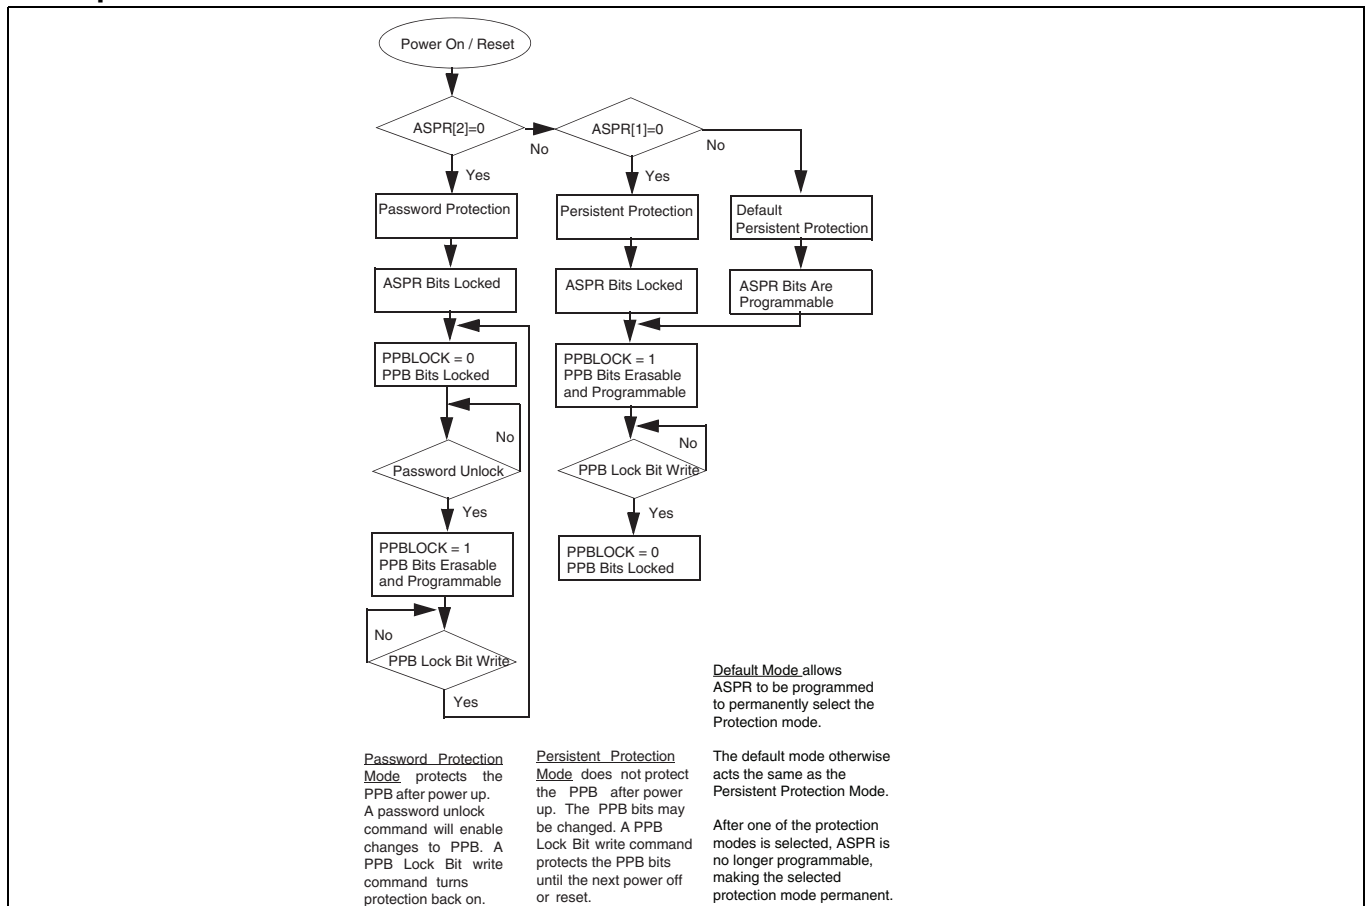 Power On / Reset
ASPR[2]=0
No
ASPR[1]=0
No
Yes
Yes
Password Protection
Persistent Protection
Default
Persistent Protection
ASPR Bits Locked
ASPR Bits Locked
ASPR Bits Are
Programmable
PPBLOCK = 0
PPB Bits Locked
PPBLOCK = 1
PPB Bits Erasable
and Programmable
No
Password Unlock
No
PPB Lock Bit Write
Yes
Yes
PPBLOCK = 1
PPB Bits Erasable
and Programmable
PPBLOCK = 0
PPB Bits Locked
No
PPB Lock Bit Write
Yes
Password Protection
Mode protects the
PPB after power up.
A password unlock
command will enable
changes to PPB. A
PPB Lock Bit write
command turns
protection back on.
Persistent Protection
Mode does not protect
the PPB after power
up. The PPB bits may
be changed. A PPB
Lock Bit write command
protects the PPB bits
until the next power off
or reset.
Default Mode allows
ASPR to be programmed
to permanently select the
Protection mode.
The default mode otherwise
acts the same as the
Persistent Protection Mode.
After one of the protection
modes is selected, ASPR is
no longer programmable,
making the selected
protection mode permanent.